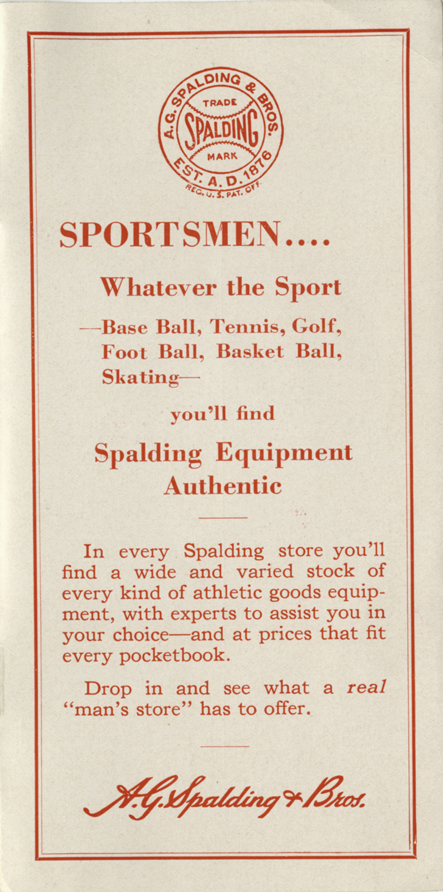 A.G. SPALDING & BROS.
TRADE
SPALDING
MARK
EST. A. D. 1876
REG. U. S. PAT. OFF.
SPORTSMEN....
Whatever the Sport
—Base Ball, Tennis, Golf,
Foot Ball, Basket Ball,
Skating—
you'll find
Spalding Equipment
Authentic
In every Spalding store you'll
find a wide and varied stock of
every kind of athletic goods equip-
ment, with experts to assist you in
your choice—and at prices that fit
every pocketbook.
Drop in and see what a real
"man's store" has to offer.
A.G. Spalding & Bros.